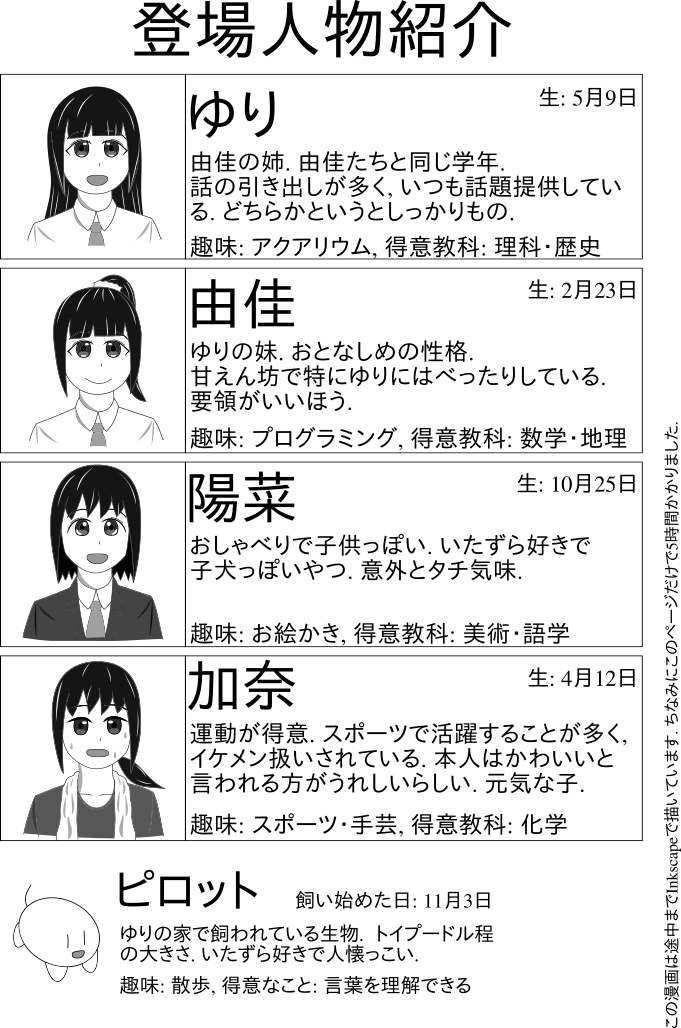 登場人物紹介
ゆり
生: 5月9日
由佳の姉. 由佳たちと同じ学年.
話の引き出しが多く, いつも話題提供してい
る. どちらかというとしっかりもの.
趣味: アクアリウム, 得意教科: 理科・歴史
由佳
生: 2月23日
ゆりの妹. おとなしめの性格.
甘えん坊で特にゆりにはべったりしている.
要領がいいほう.
趣味: プログラミング, 得意教科: 数学・地理
陽菜
生: 10月25日
おしゃべりで子供っぽい. いたずら好きで
子犬っぽいやつ. 意外とタチ気味.
趣味: お絵かき, 得意教科: 美術・語学
加奈
生: 4月12日
運動が得意. スポーツで活躍することが多く,
イケメン扱いされている. 本人はかわいいと
言われる方がうれしいらしい. 元気な子.
趣味: スポーツ・手芸, 得意教科: 化学
ピロット
飼い始めた日: 11月3日
ゆりの家で飼われている生物. トイプードル程
の大きさ. いたずら好きで人懐っこい.
趣味: 散歩, 得意なこと: 言葉を理解できる
この漫画は途中までInkscapeで描いています. ちなみにこのページだけで5時間かかりました.